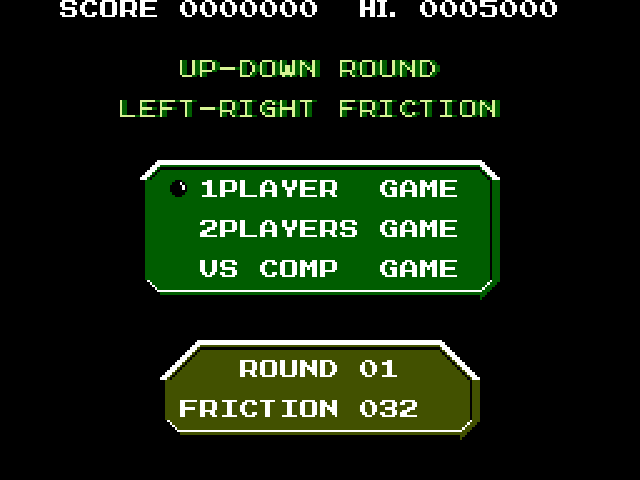 SCORE 0000000 HI. 0005000
UP-DOWN ROUND
LEFT-RIGHT FRICTION
1PLAYER GAME
2PLAYERS GAME
VS COMP GAME
ROUND 01
FRICTION 032